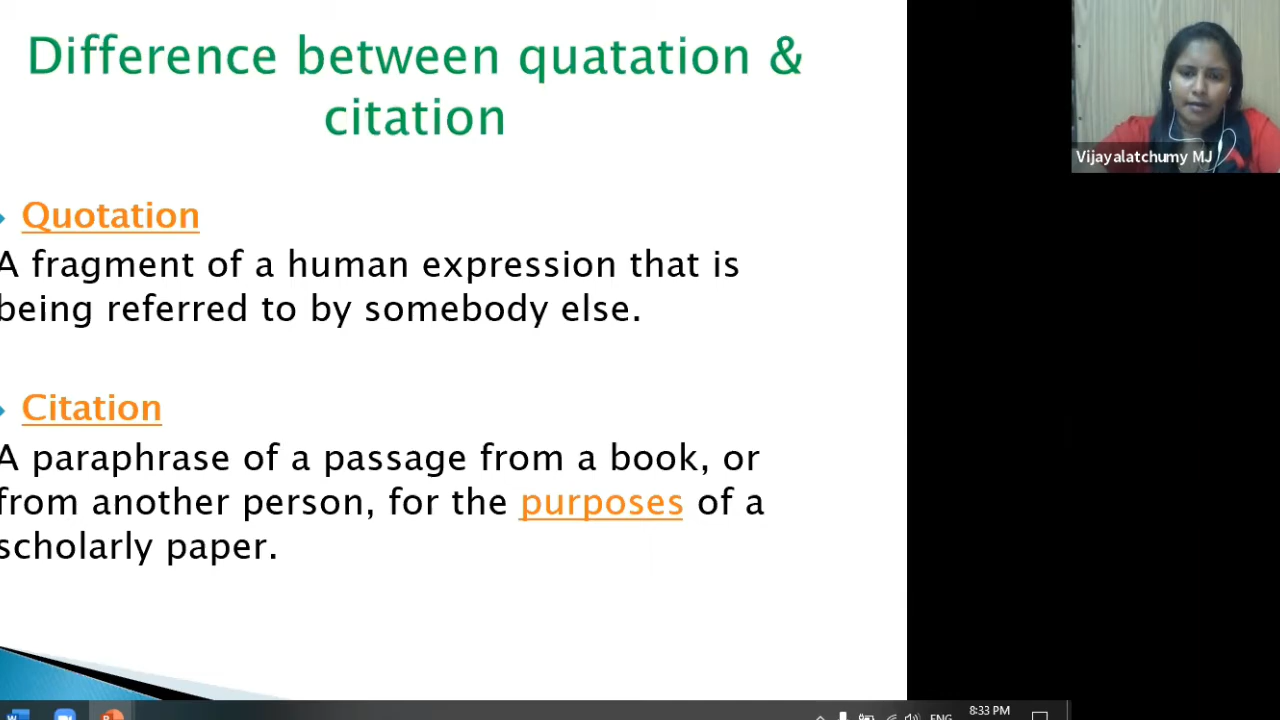 Difference between quatation &
citation
Quotation
A fragment of a human expression that is
being referred to by somebody else.
Citation
A paraphrase of a passage from a book, or
from another person, for the purposes of a
scholarly paper.
Vijayalatchumy MJ
ENG
8:33 PM